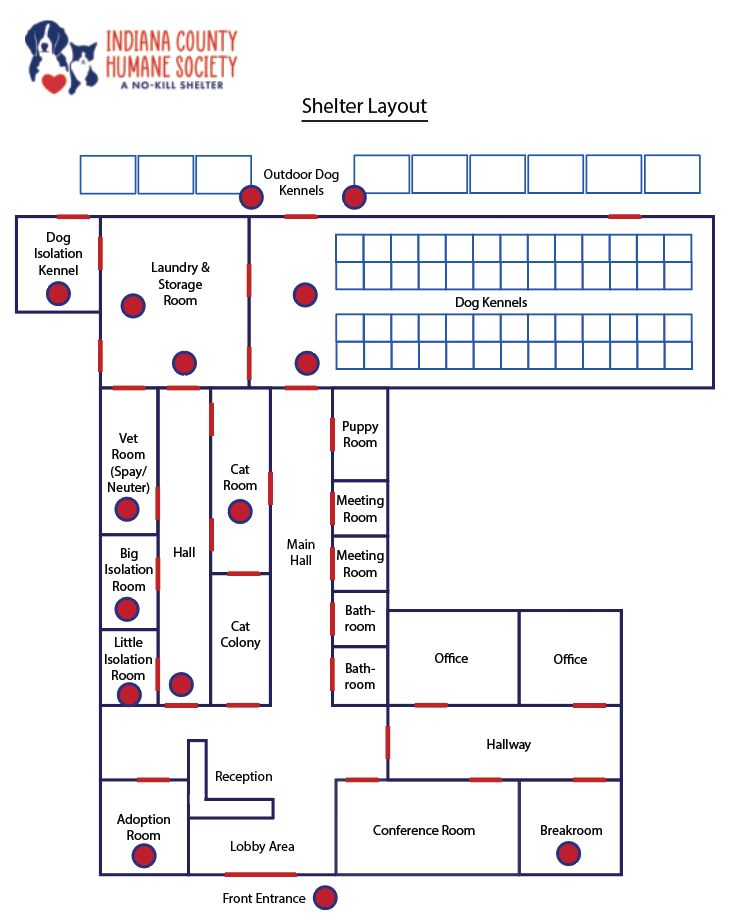 INDIANA COUNTY
HUMANE SOCIETY
A NO-KILL SHELTER
Shelter Layout
Outdoor Dog
Kennels
Dog
Isolation
Kennel
Laundry &
Storage
Room
Dog Kennels
Vet
Room
(Spay/
Neuter)
Hall
Cat
Room
Main
Hall
Puppy
Room
Meeting
Room
Meeting
Room
Big
Isolation
Room
Cat
Colony
Bath-
room
Little
Isolation
Room
Bath-
room
Office
Office
Hallway
Reception
Adoption
Room
Lobby Area
Conference Room
Breakroom
Front Entrance